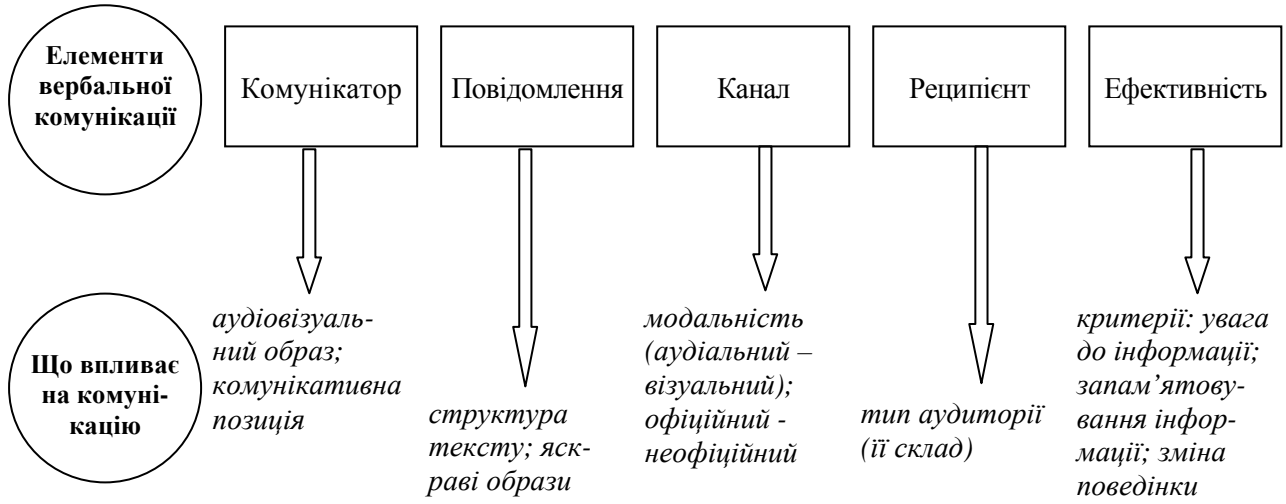 Елементи
вербальної
комунікації
Комунікатор
Повідомлення
Канал
Реципієнт
Ефективність
Що впливає
на комуні-
кацію
аудіовізуаль-
ний образ;
комунікативна
позиція
структура
тексту; яск-
раві образи
модальність
(аудіальний –
візуальний);
офіційний -
неофіційний
тип аудиторії
(її склад)
критерії: увага
до інформації;
запам’ятову-
вання інфор-
мації; зміна
поведінки